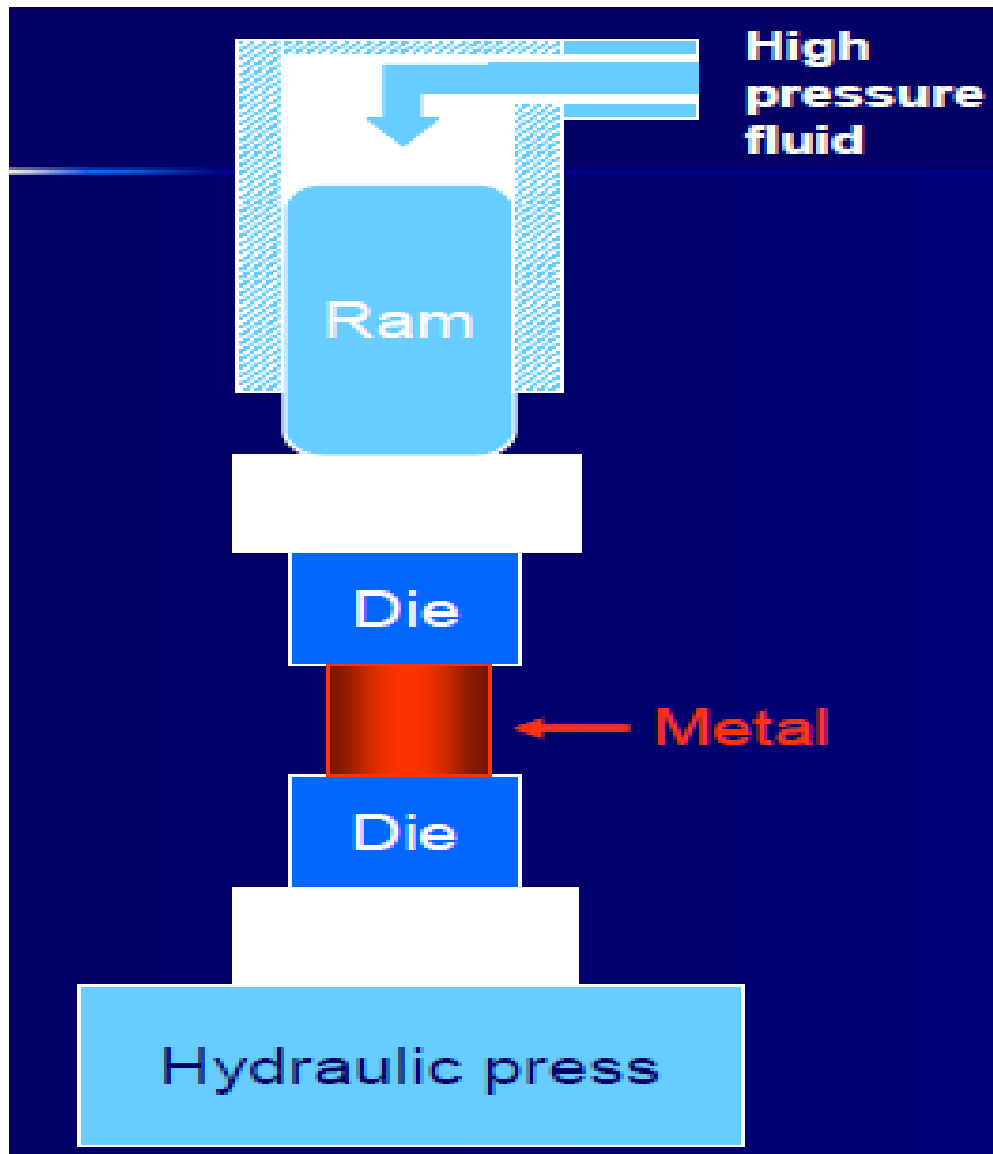 High
pressure
fluid
Ram
Die
Metal
Die
Hydraulic press